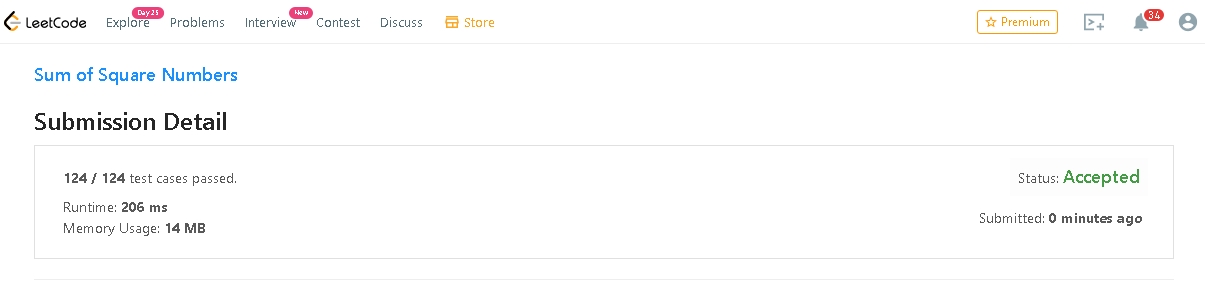 Day 25 New 34
LeetCode Explore Problems Interview Contest Discuss Store Premium
Sum of Square Numbers
Submission Detail
124 / 124 test cases passed. Status: Accepted
Runtime: 206 ms
Memory Usage: 14 MB
Submitted: 0 minutes ago